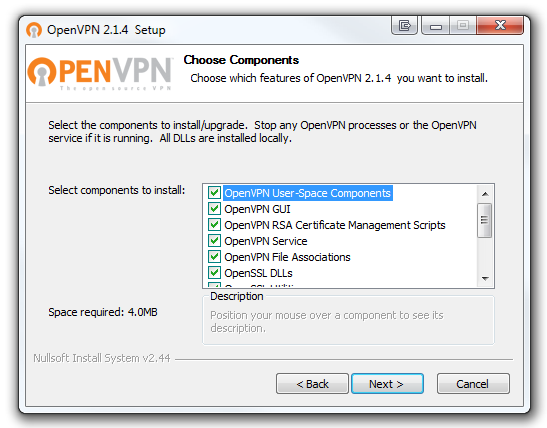 OpenVPN 2.1.4 Setup
OPENVPN
The open source VPN
Choose Components
Choose which features of OpenVPN 2.1.4 you want to install.
Select the components to install/upgrade. Stop any OpenVPN processes or the OpenVPN
service if it is running. All DLLs are installed locally.
Select components to install:
OpenVPN User-Space Components
OpenVPN GUI
OpenVPN RSA Certificate Management Scripts
OpenVPN Service
OpenVPN File Associations
OpenSSL DLLs
Space required: 4.0MB
Description
Position your mouse over a component to see its
description.
Nullsoft Install System v2.44
< Back
Next >
Cancel